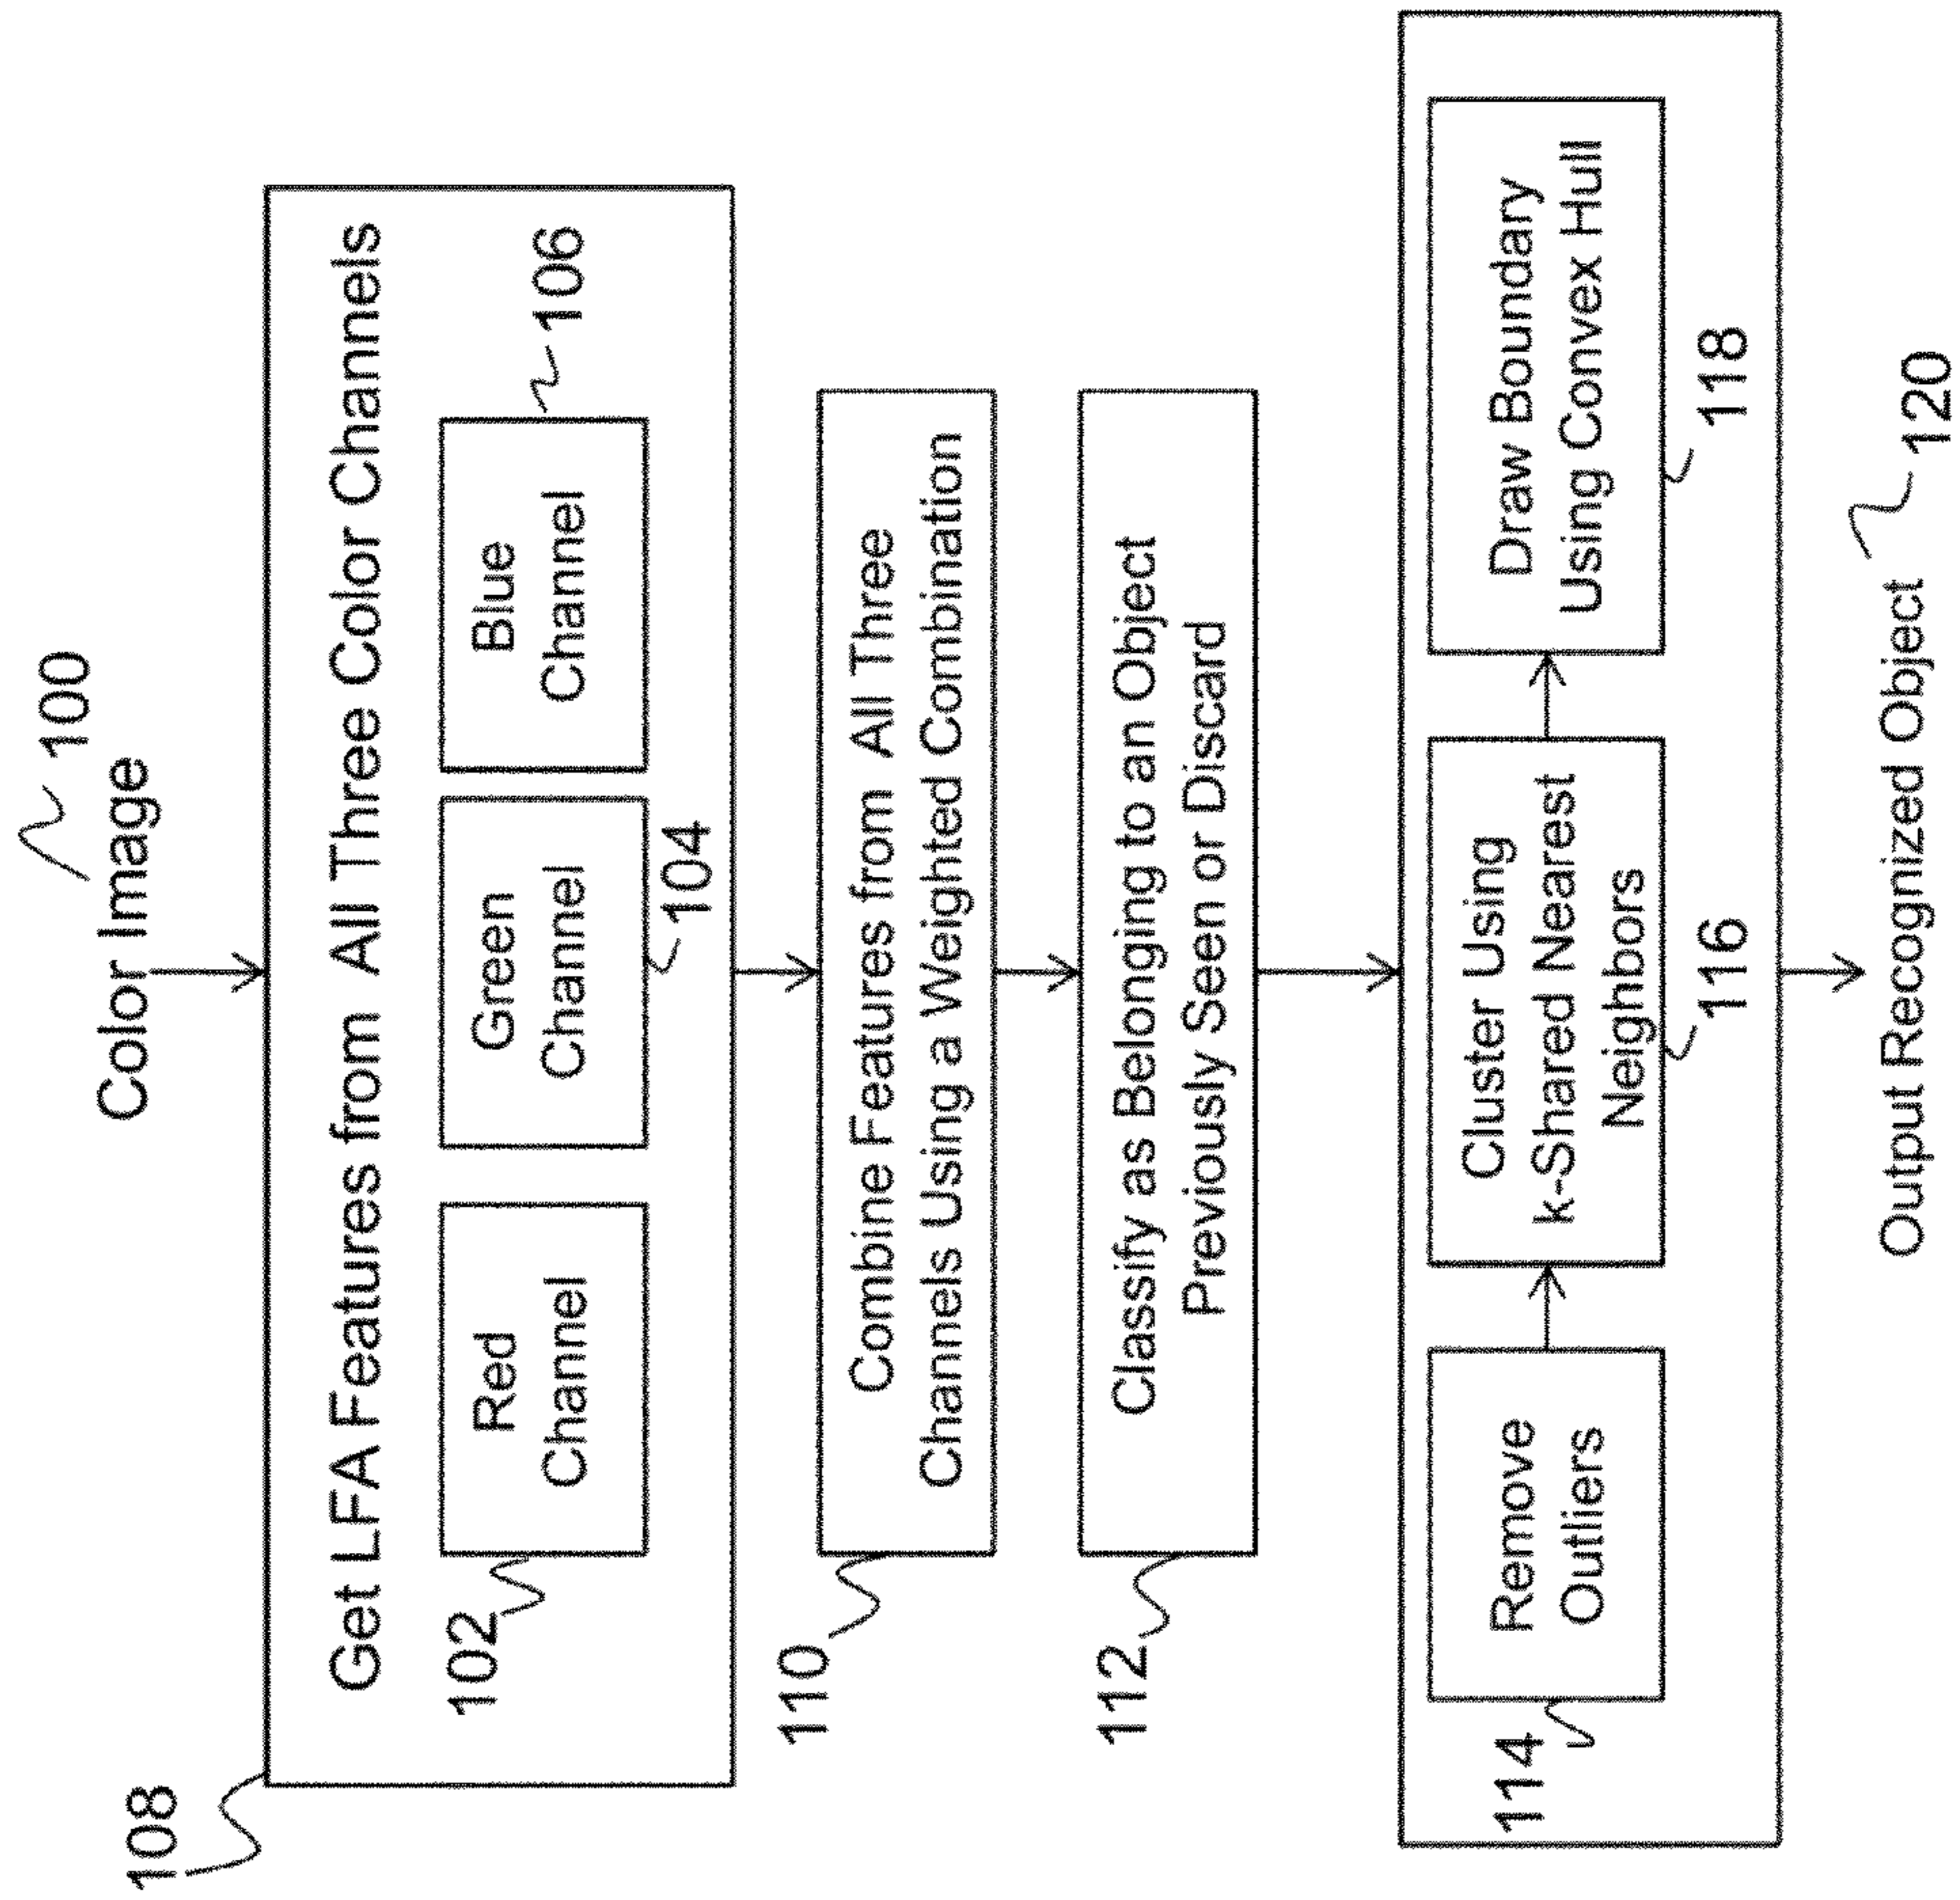 100
Color Image
108
Get LFA Features from All Three Color Channels
102
Red
Channel
Green
Channel
104
Blue
Channel
106
110
Combine Features from All Three
Channels Using a Weighted Combination
112
Classify as Belonging to an Object
Previously Seen or Discard
114
Remove
Outliers
Cluster Using
k-Shared Nearest
Neighbors
116
Draw Boundary
Using Convex Hull
118
Output Recognized Object
120